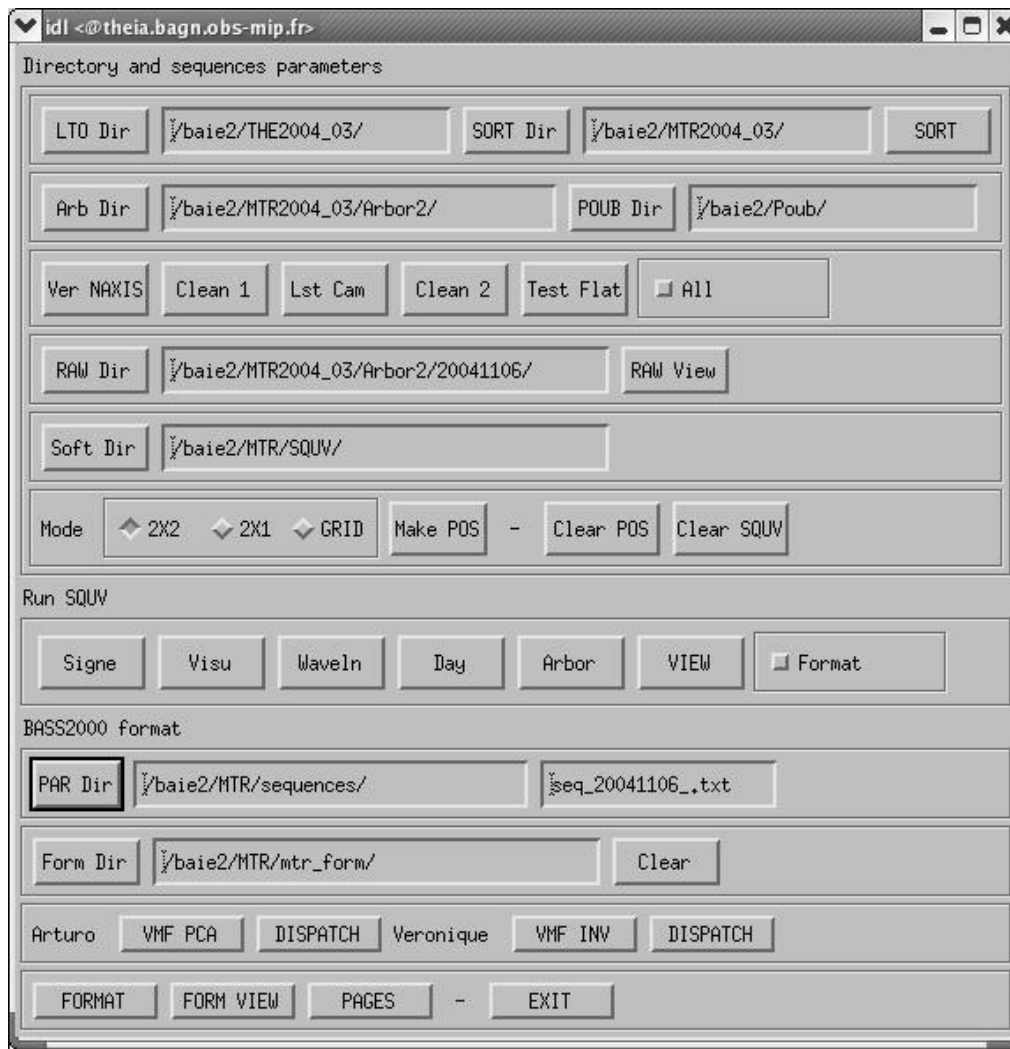 idl <@theia.bagn.obs-mip.fr>
Directory and sequences parameters
LTO Dir /baie2/THE2004_03/ SORT Dir /baie2/MTR2004_03/ SORT
Arb Dir /baie2/MTR2004_03/Arbor2/ POUB Dir /baie2/Poub/
Ver NAXIS Clean 1 Lst Cam Clean 2 Test Flat All
RAW Dir /baie2/MTR2004_03/Arbor2/20041106/ RAW View
Soft Dir /baie2/MTR/SQUV/
Mode 2X2 2X1 GRID Make POS - Clear POS Clear SQUV
Run SQUV
Signe Visu Waveln Day Arbor VIEW Format
BASS2000 format
PAR Dir /baie2/MTR/sequences/ seq_20041106_.txt
Form Dir /baie2/MTR/mtr_form/ Clear
Arturo VMF PCA DISPATCH Veronique VMF INV DISPATCH
FORMAT FORM VIEW PAGES - EXIT